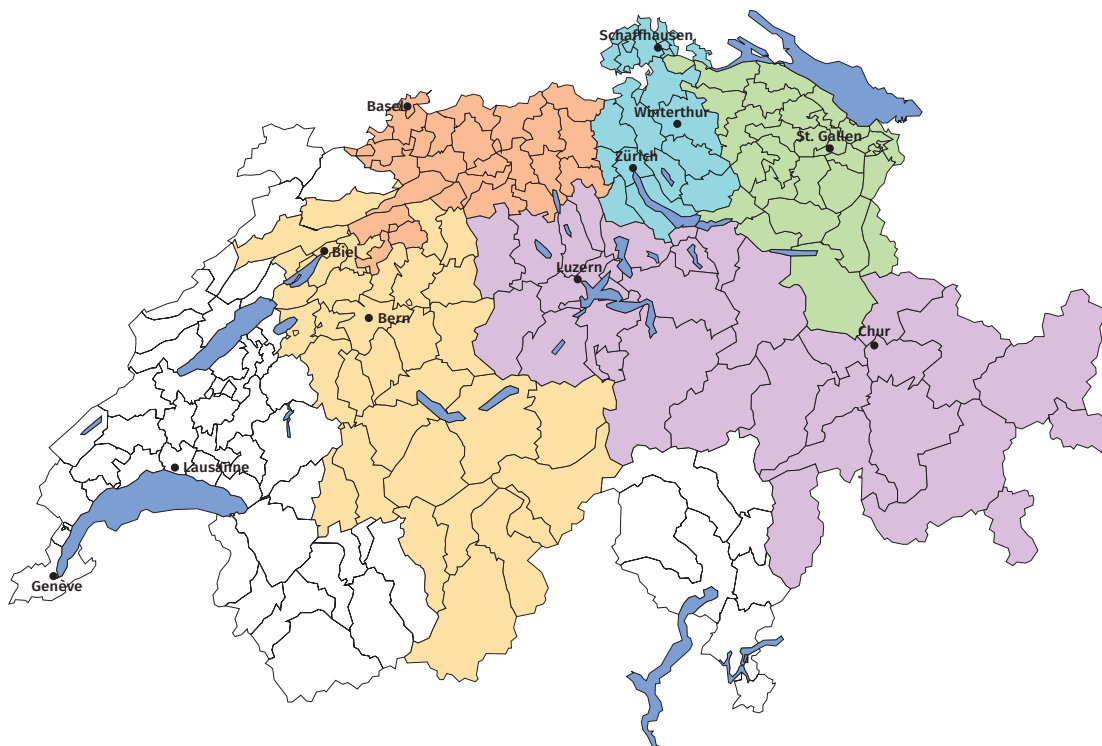 Schaffhausen
Basel
Winterthur
St. Gallen
Zürich
Biel
Luzern
Bern
Chur
Lausanne
Genève